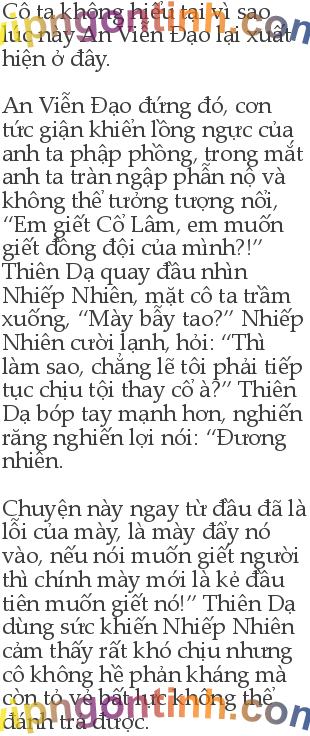 Cô ta không hiểu tại vì sao
lúc này An Viễn Đạo lại xuất
hiện ở đây.
An Viễn Đạo đứng đó, cơn
tức giận khiến lồng ngực của
anh ta phập phồng, trong mắt
anh ta tràn ngập phẫn nộ và
không thể tưởng tượng nổi,
“Em giết Cổ Lâm, em muốn
giết đồng đội của mình?!”
Thiên Dạ quay đầu nhìn
Nhiếp Nhiên, mặt cô ta trầm
xuống, “Mày bẫy tao?” Nhiếp
Nhiên cười lạnh, hỏi: “Thì
làm sao, chẳng lẽ tôi phải tiếp
tục chịu tội thay cổ à?” Thiên
Dạ bóp tay mạnh hơn, nghiến
răng nghiến lợi nói: “Đương
nhiên.
Chuyện này ngay từ đầu đã là
lỗi của mày, là mày đẩy nó
vào, nếu nói muốn giết người
thì chính mày mới là kẻ đầu
tiên muốn giết nó!” Thiên Dạ
dùng sức khiến Nhiếp Nhiên
cảm thấy rất khó chịu nhưng
cô không hề phản kháng mà
còn tỏ vẻ bất lực không thể
đánh trả được.
vipngontinh.com
vipngontinh.com